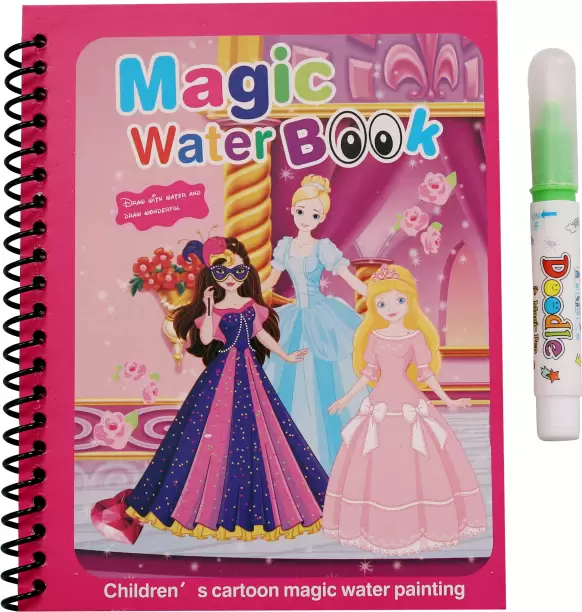 Magic
Water BOOK
DRAW WITH WATER AND
DRAW WONDERFUL
Doodle
Children's cartoon magic water painting